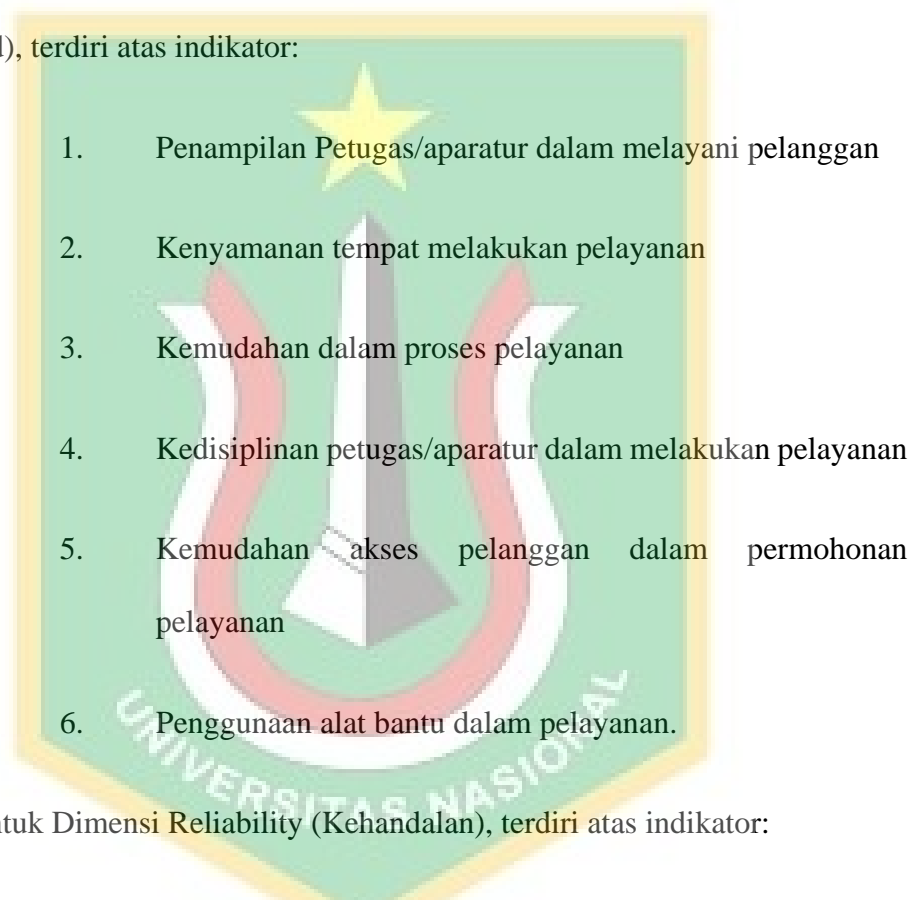 ), terdiri atas indikator:
1. Penampilan Petugas/aparatur dalam melayani pelanggan
2. Kenyamanan tempat melakukan pelayanan
3. Kemudahan dalam proses pelayanan
4. Kedisiplinan petugas/aparatur dalam melakukan pelayanan
5. Kemudahan akses pelanggan dalam permohonan
pelayanan
6. Penggunaan alat bantu dalam pelayanan.
UNIVERSITAS NASIONAL
tuk Dimensi Reliability (Kehandalan), terdiri atas indikator: